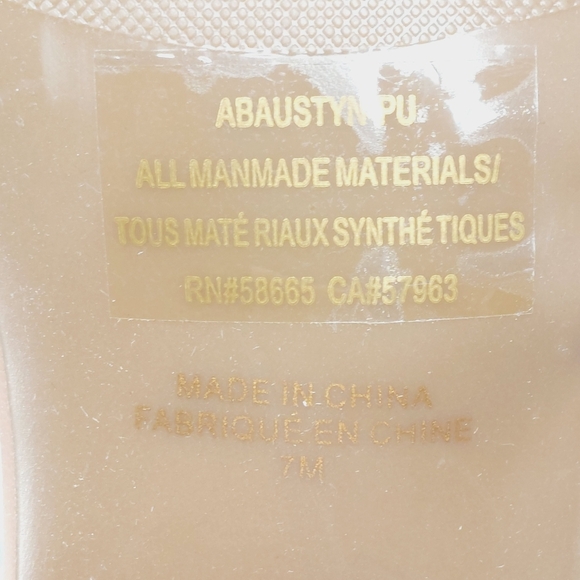 ABAUSTYN PU
ALL MANMADE MATERIALS/
TOUS MATÉ RIAUX SYNTHÉ TIQUES
RN#58665 CA#57963
MADE IN CHINA
FABRIQUÉ EN CHINE
7M